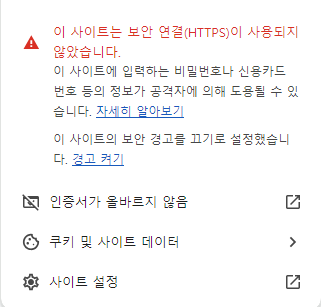 이 사이트는 보안 연결(HTTPS)이 사용되지
않았습니다.
이 사이트에 입력하는 비밀번호나 신용카드
번호 등의 정보가 공격자에 의해 도용될 수 있
습니다. 자세히 알아보기
이 사이트의 보안 경고를 끄기로 설정했습니
다. 경고 켜기
인증서가 올바르지 않음
쿠키 및 사이트 데이터
사이트 설정